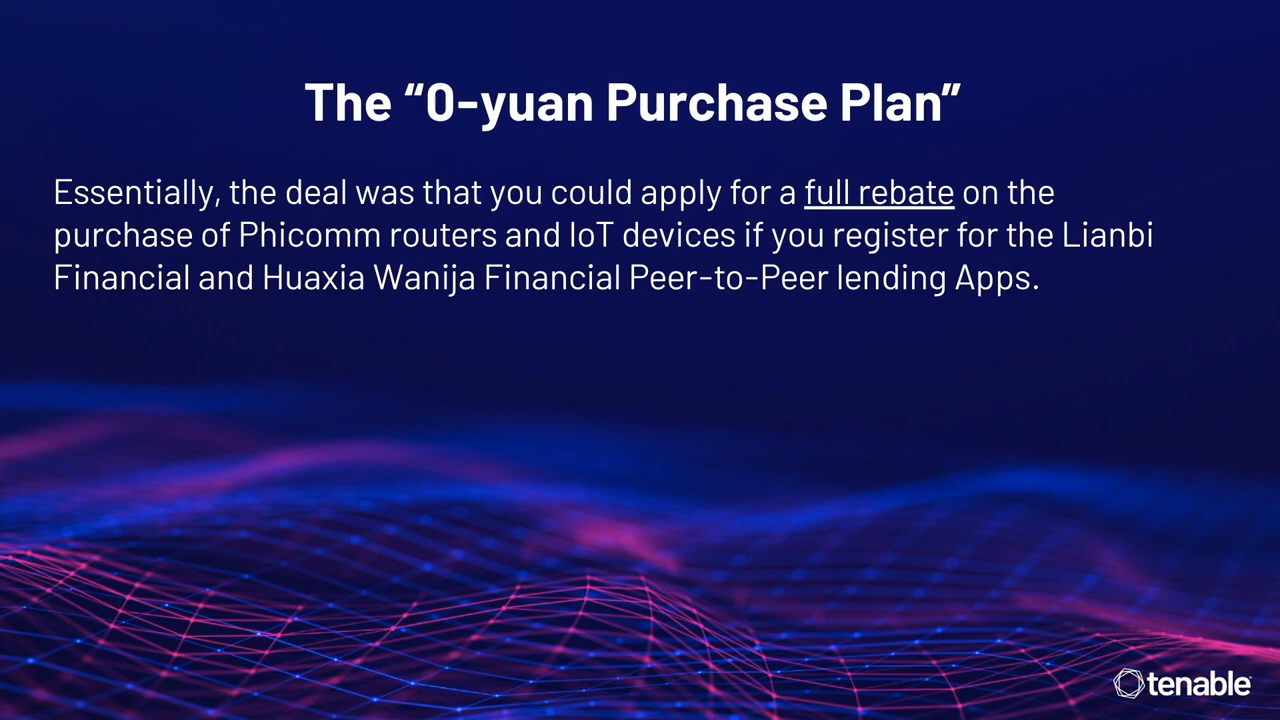 The “0-yuan Purchase Plan”
Essentially, the deal was that you could apply for a full rebate on the
purchase of Phicomm routers and IoT devices if you register for the Lianbi
Financial and Huaxia Wanija Financial Peer-to-Peer lending Apps.
tenable